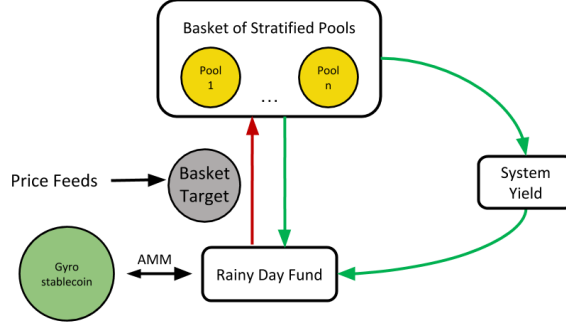 Basket of Stratified Pools
Pool
1
...
Pool
n
Price Feeds
Basket
Target
System
Yield
Gyro
stablecoin
AMM
Rainy Day Fund